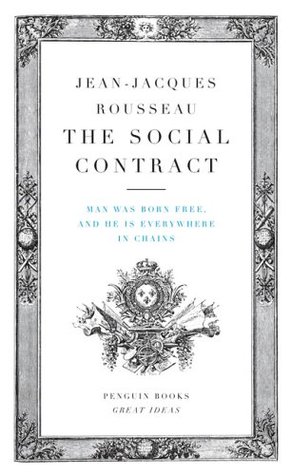 JEAN-JACQUES
ROUSSEAU
THE SOCIAL
CONTRACT
MAN WAS BORN FREE,
AND HE IS EVERYWHERE
IN CHAINS
PENGUIN BOOKS
GREAT IDEAS